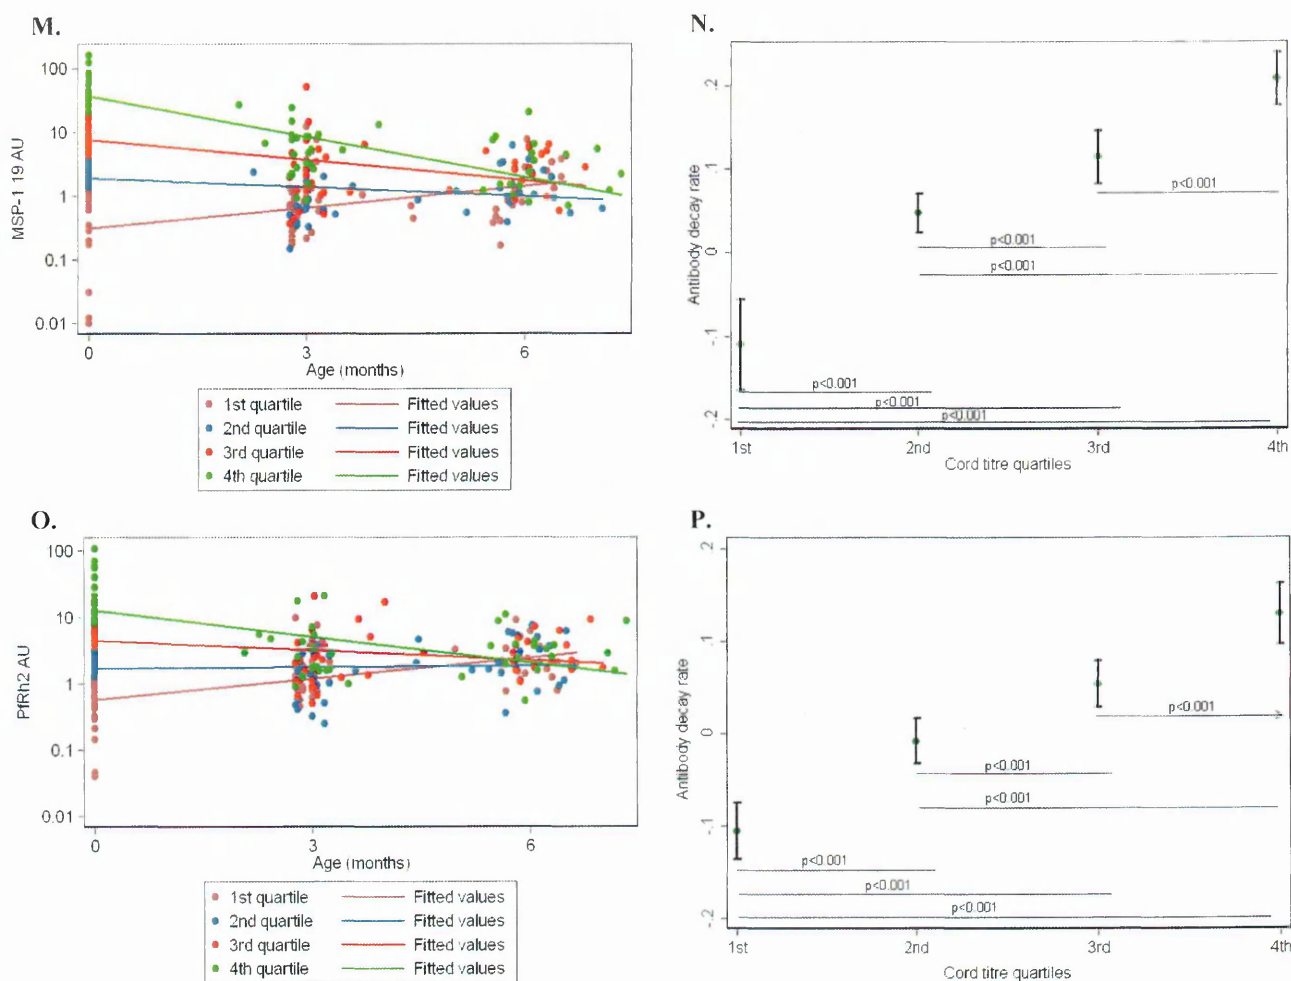 M.
100
10
1
0.1
0.01
MSP-1 19 AU
0 3 6
Age (months)
1st quartile Fitted values
2nd quartile Fitted values
3rd quartile Fitted values
4th quartile Fitted values
N.
.2
.1
0
-.1
-.2
Antibody decay rate
p<0.001
p<0.001
p<0.001
p<0.001
p<0.001
p<0.001
1st 2nd 3rd 4th
Cord titre quartiles
O.
100
10
1
0.1
0.01
PfRh2 AU
0 3 6
Age (months)
1st quartile Fitted values
2nd quartile Fitted values
3rd quartile Fitted values
4th quartile Fitted values
P.
.2
.1
0
-.1
-.2
Antibody decay rate
p<0.001
p<0.001
p<0.001
p<0.001
p<0.001
p<0.001
1st 2nd 3rd 4th
Cord titre quartiles